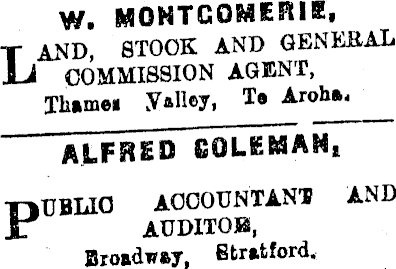 W. MONTGOMERIE,
LAND, STOCK AND GENERAL
COMMISSION AGENT,
Thames Valley, Te Aroha.
ALFRED COLEMAN,
PUBLIC ACCOUNTANT AND
AUDITOR,
Broadway, Stratford.